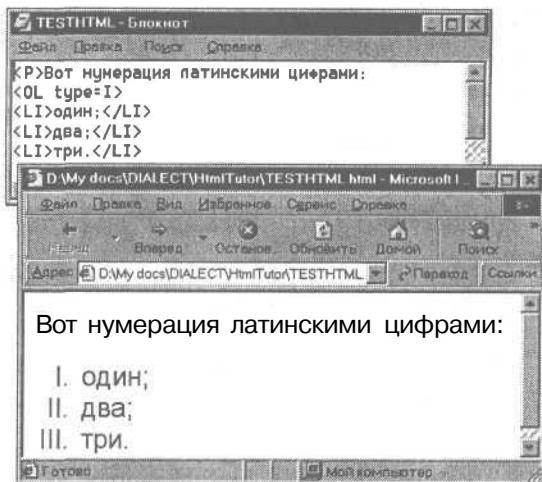 TESTHTML - Блокнот
Файл Правка Поиск Справка
<P>Вот нумерация латинскими цифрами:
<OL type=I>
<LI>один;</LI>
<LI>два;</LI>
<LI>три.</LI>
D:\My docs\DIALECT\HtmlTutor\TESTHTML.html - Microsoft I...
Файл Правка Вид Избранное Сервис Справка
Назад Вперед Останов.. Обновить Домой Поиск
Адрес D:\My docs\DIALECT\HtmlTutor\TESTHTML Переход Ссылки
Вот нумерация латинскими цифрами:
I. один;
II. два;
III. три.
Готово Мой компьютер